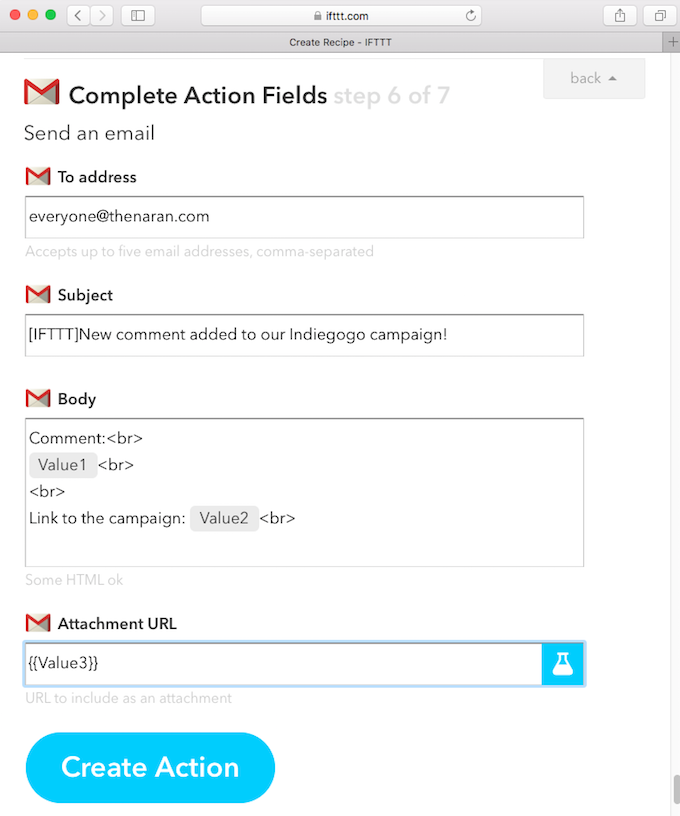 ifttt.com
Create Recipe - IFTTT
back
Complete Action Fields step 6 of 7
Send an email
To address
everyone@thenaran.com
Accepts up to five email addresses, comma-separated
Subject
[IFTTT]New comment added to our Indiegogo campaign!
Body
Comment:<br>
Value1 <br>
<br>
Link to the campaign: Value2 <br>
Some HTML ok
Attachment URL
{{Value3}}
URL to include as an attachment
Create Action